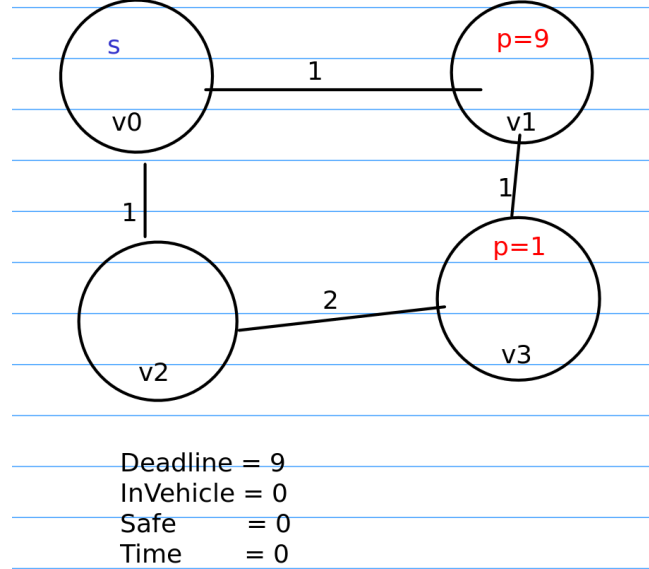 s
p=9
1
v0
v1
1
1
p=1
2
v2
v3
Deadline = 9
InVehicle = 0
Safe = 0
Time = 0